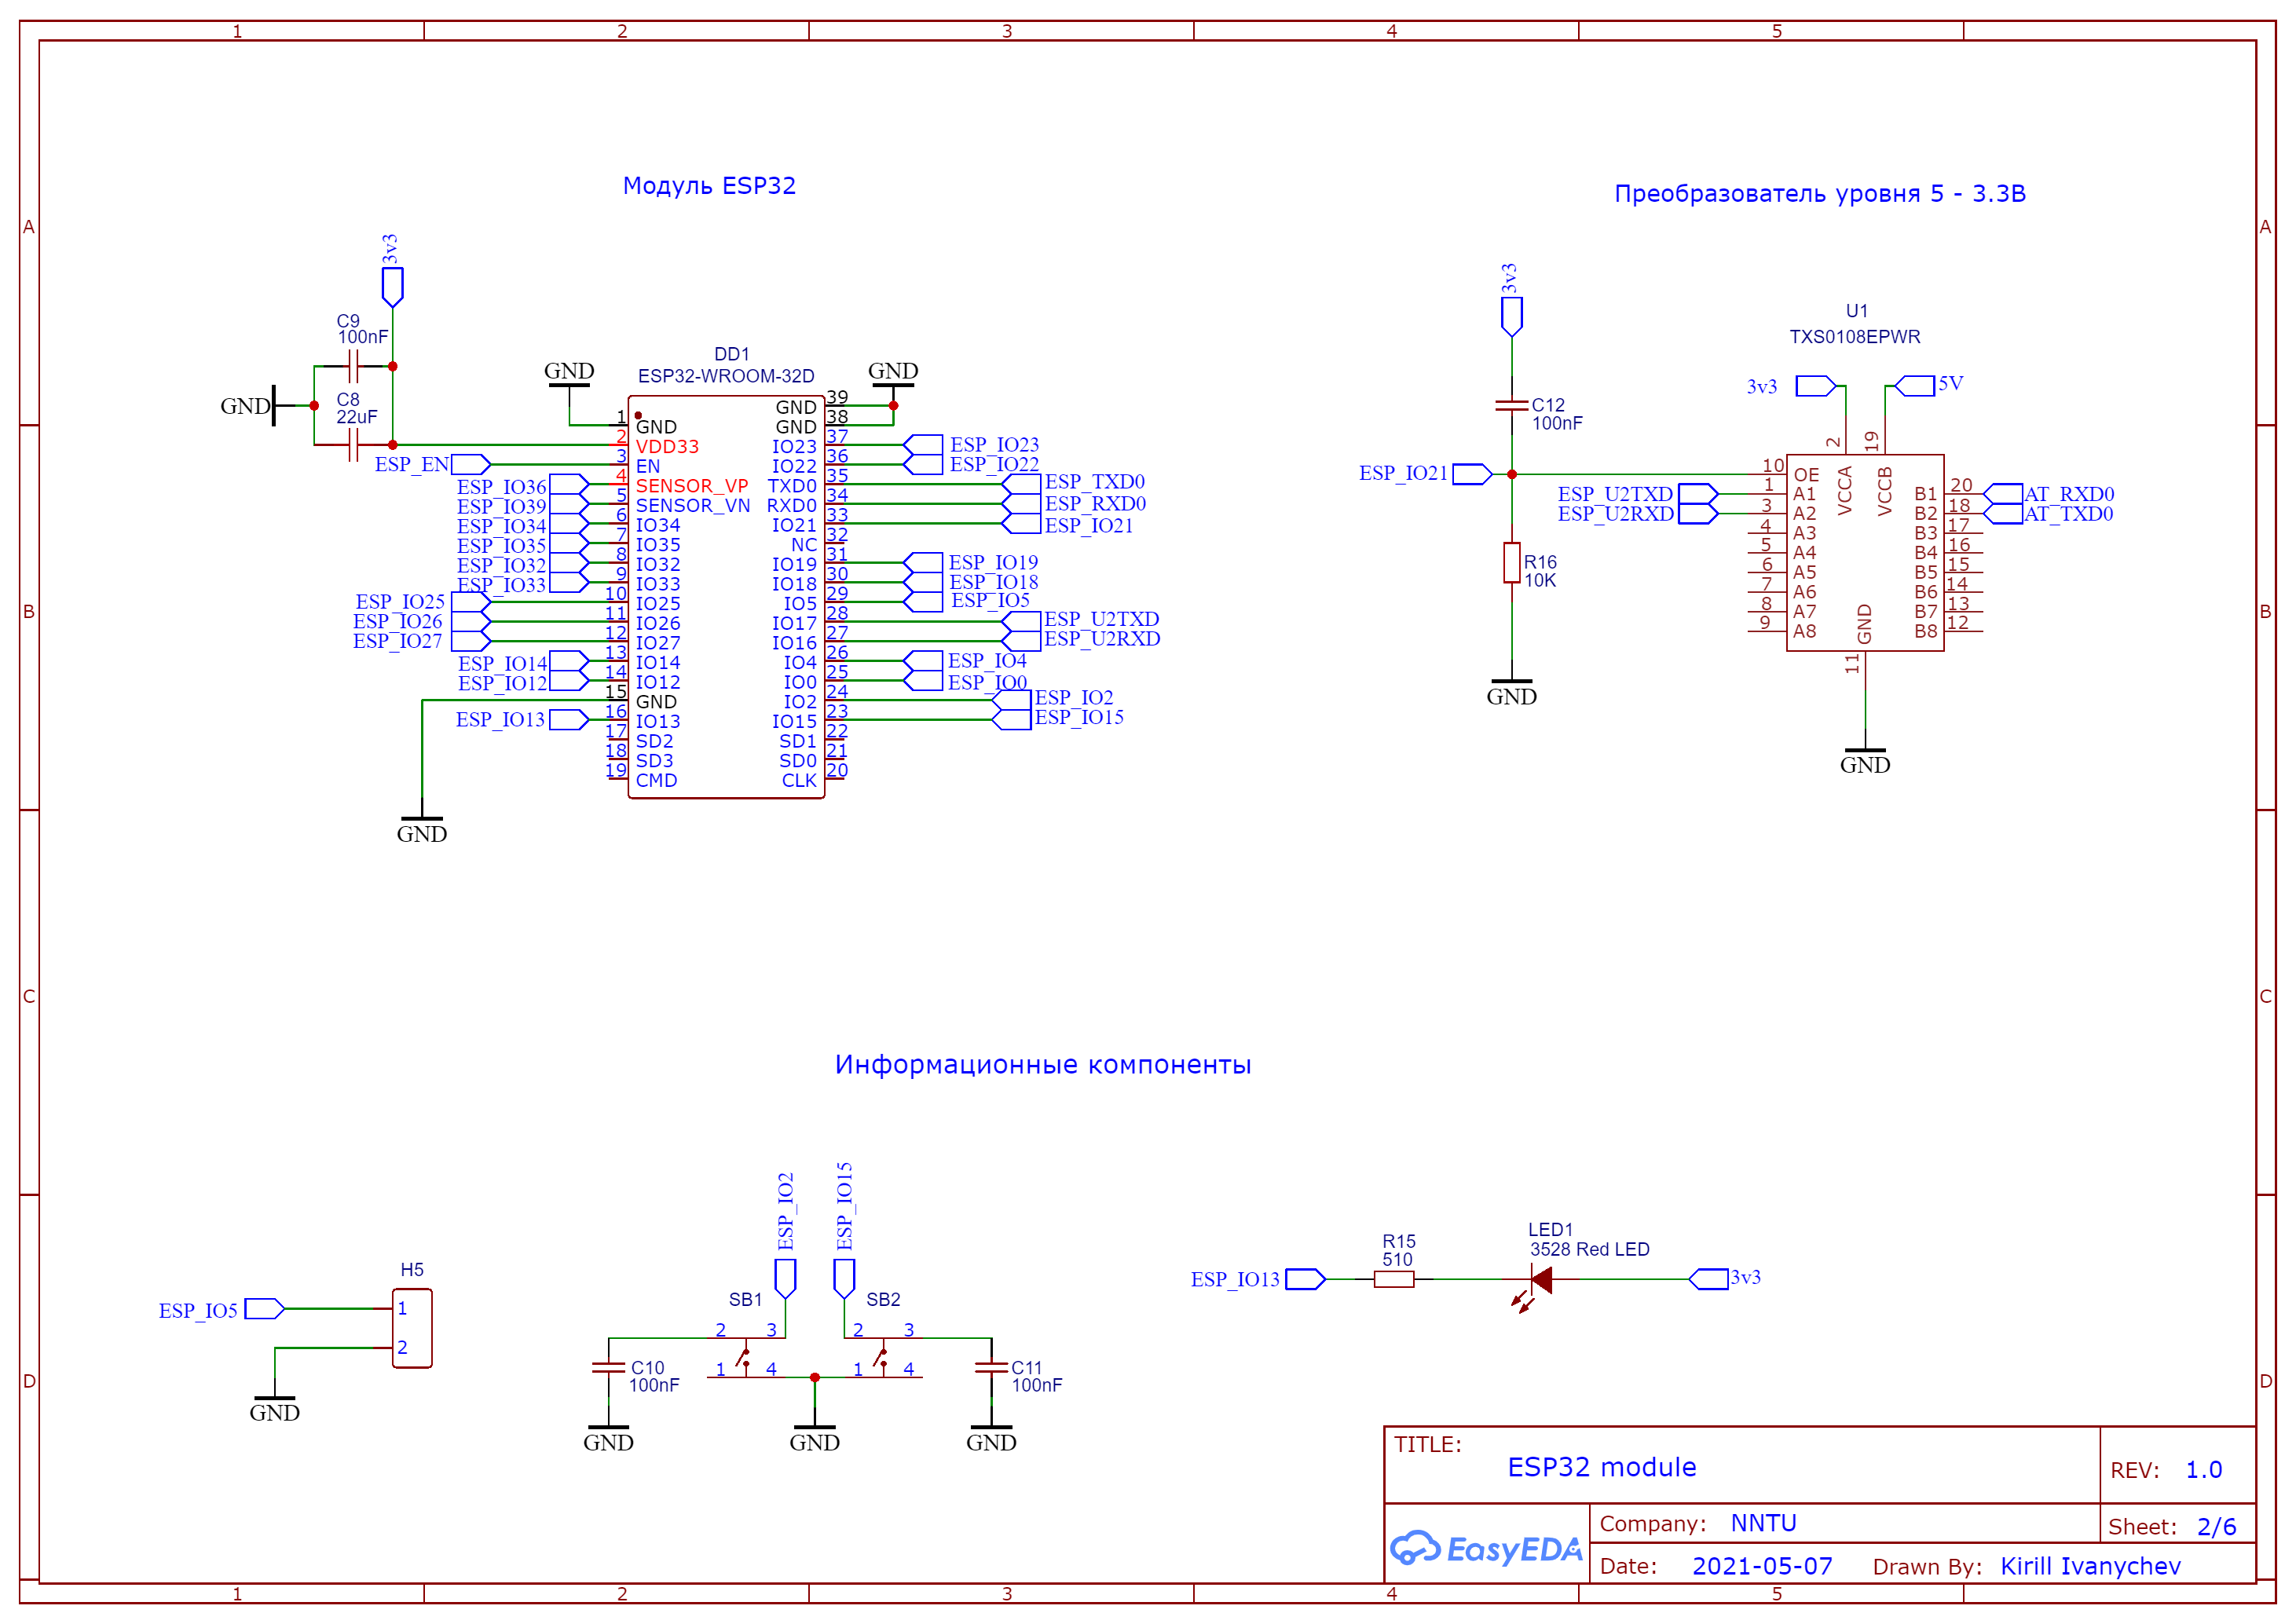 1 2 3 4 5
A A
B B
C C
D D
1 2 3 4 5
Модуль ESP32
3v3
C9
100nF
C8
22uF
GND
GND
GND
DD1
ESP32-WROOM-32D
1 GND
2 VDD33
3 EN
4 SENSOR_VP
5 SENSOR_VN
6 IO34
7 IO35
8 IO32
9 IO33
10 IO25
11 IO26
12 IO27
13 IO14
14 IO12
15 GND
16 IO13
17 SD2
18 SD3
19 CMD
GND 39
GND 38
IO23 37
IO22 36
TXD0 35
RXD0 34
IO21 33
NC 32
IO19 31
IO18 30
IO5 29
IO17 28
IO16 27
IO4 26
IO0 25
IO2 24
IO15 23
SD1 22
SD0 21
CLK 20
ESP_EN
ESP_IO36
ESP_IO39
ESP_IO34
ESP_IO35
ESP_IO32
ESP_IO33
ESP_IO25
ESP_IO26
ESP_IO27
ESP_IO14
ESP_IO12
ESP_IO13
GND
ESP_IO23
ESP_IO22
ESP_TXD0
ESP_RXD0
ESP_IO21
ESP_IO19
ESP_IO18
ESP_IO5
ESP_U2TXD
ESP_U2RXD
ESP_IO4
ESP_IO0
ESP_IO2
ESP_IO15
Преобразователь уровня 5 - 3.3В
3v3
C12
100nF
ESP_IO21
R16
10K
GND
U1
TXS0108EPWR
3v3
5V
2 VCCA
19 VCCB
10 OE
1 A1
3 A2
4 A3
5 A4
6 A5
7 A6
8 A7
9 A8
B1 20
B2 18
B3 17
B4 16
B5 15
B6 14
B7 13
B8 12
GND 11
ESP_U2TXD
ESP_U2RXD
AT_RXD0
AT_TXD0
GND
Информационные компоненты
H5
ESP_IO5
1
2
GND
ESP_IO2
ESP_IO15
SB1
2 3
1 4
SB2
2 3
1 4
C10
100nF
C11
100nF
GND
GND
GND
ESP_IO13
R15
510
LED1
3528 Red LED
3v3
TITLE:
ESP32 module
REV: 1.0
EasyEDA
Company: NNTU
Sheet: 2/6
Date: 2021-05-07
Drawn By: Kirill Ivanychev